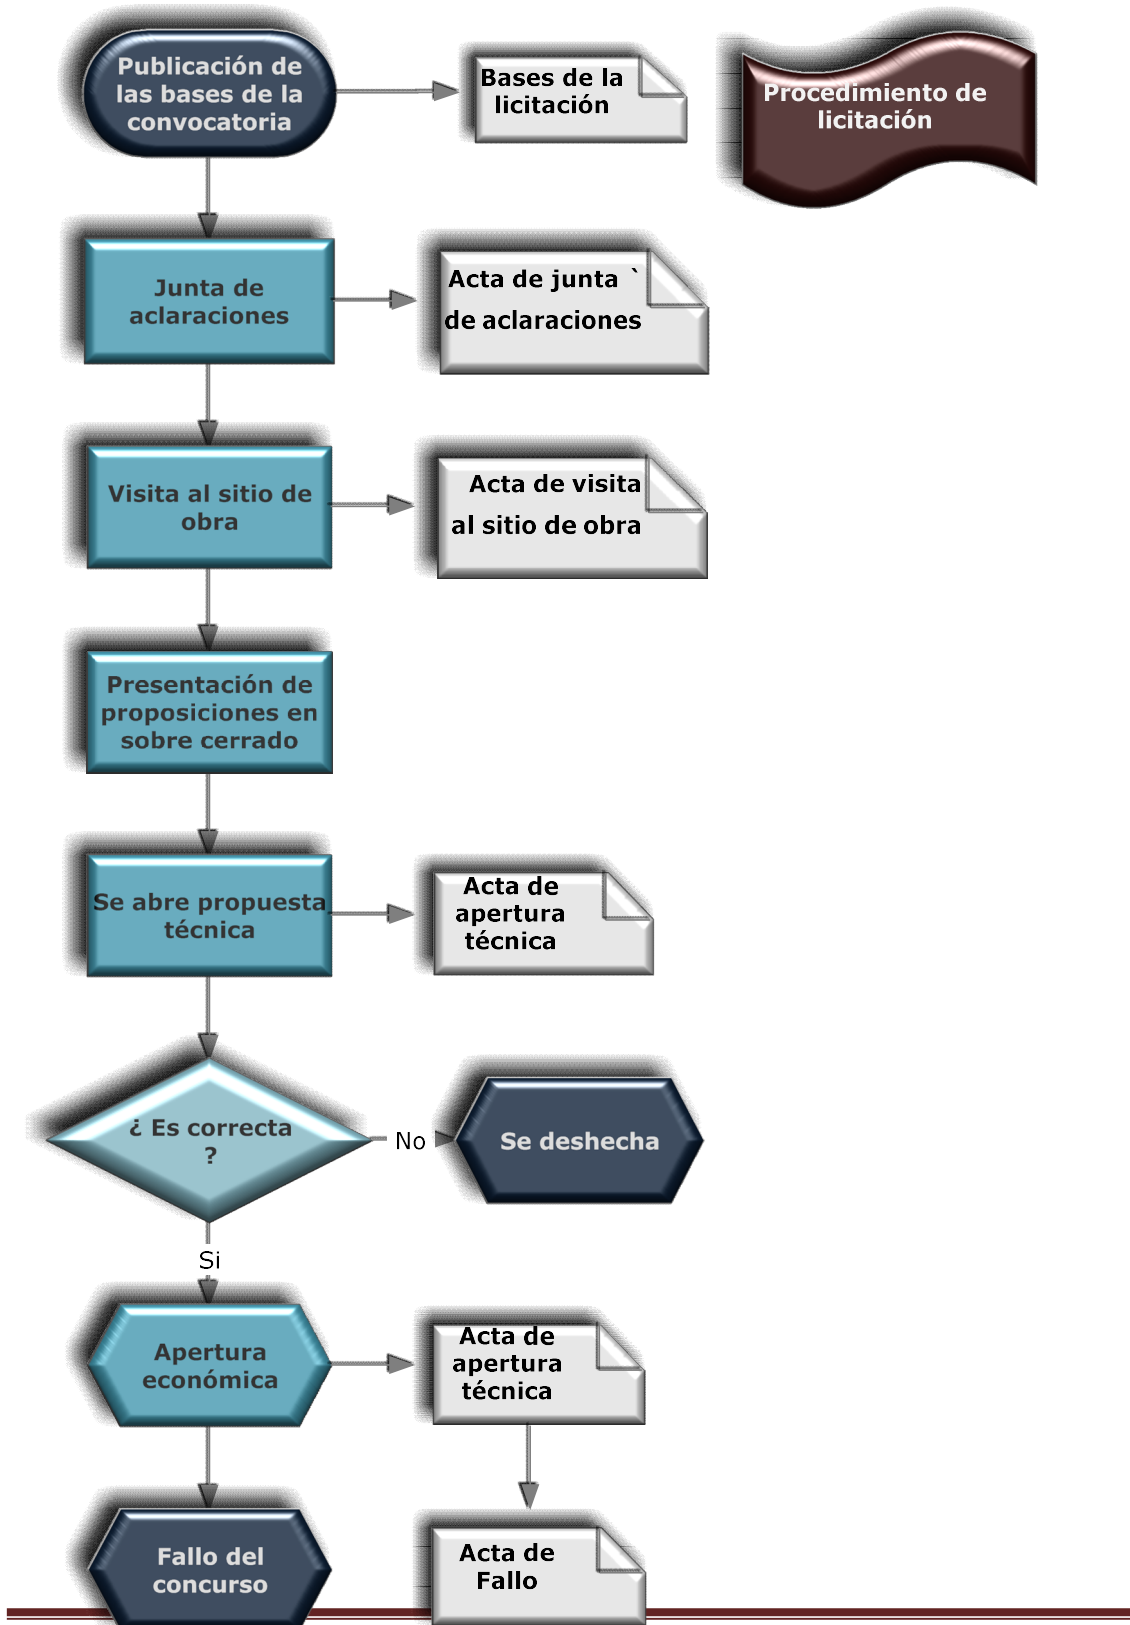 Publicación de
las bases de la
convocatoria
Bases de la
licitación
Procedimiento de
licitación
Junta de
aclaraciones
Acta de junta `
de aclaraciones
Visita al sitio de
obra
Acta de visita
al sitio de obra
Presentación de
proposiciones en
sobre cerrado
Se abre propuesta
técnica
Acta de
apertura
técnica
¿ Es correcta
?
No
Se deshecha
Si
Apertura
económica
Acta de
apertura
técnica
Fallo del
concurso
Acta de
Fallo